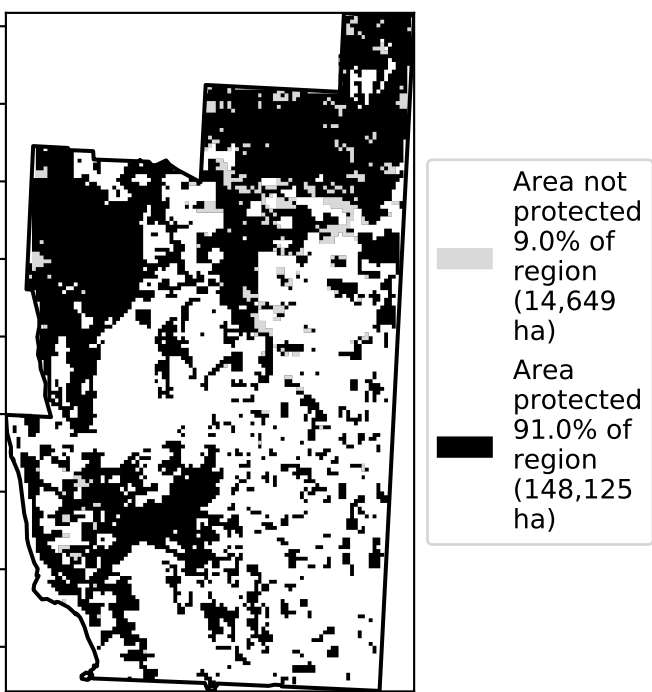 Area not
protected
9.0% of
region
(14,649
ha)
Area
protected
91.0% of
region
(148,125
ha)